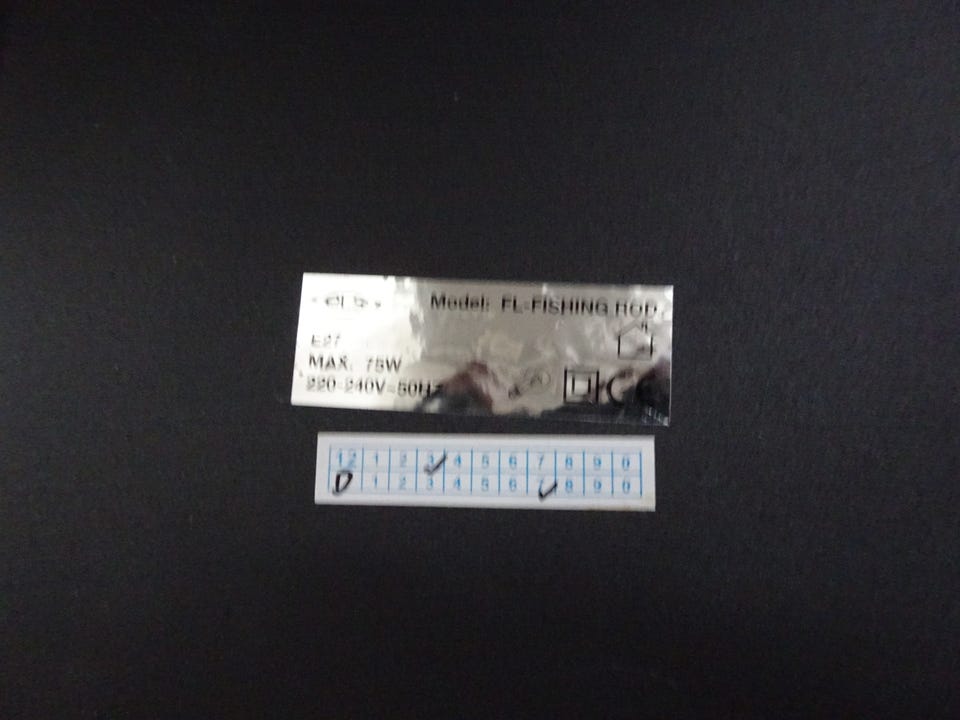 Model: FL-FISHING ROD
E27
MAX. 75W
220-240V~50Hz
CE
12 1 2 3 4 5 6 7 8 9 0
D 1 2 3 4 5 6 7 8 9 0